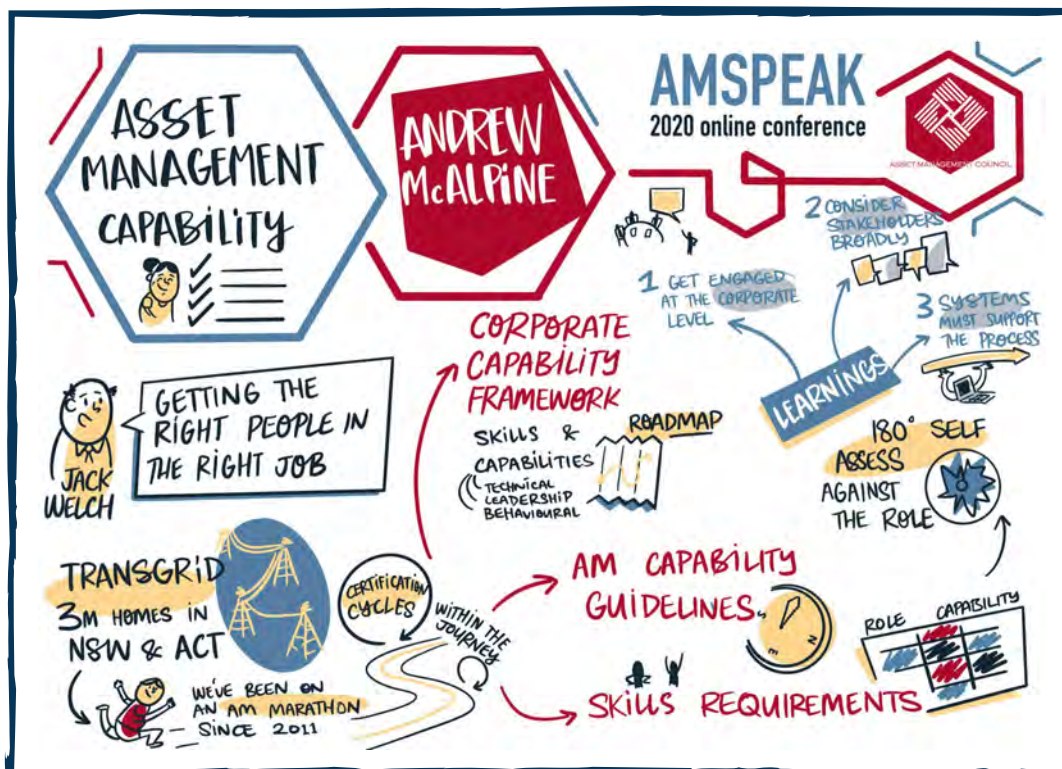 ASSET
MANAGEMENT
CAPABILITY
ANDREW
McALPINE
AMSPEAK
2020 online conference
ASSET MANAGEMENT COUNCIL
1 GET ENGAGED
AT THE CORPORATE
LEVEL
2 CONSIDER
STAKEHOLDERS
BROADLY
3 SYSTEMS
MUST SUPPORT
THE PROCESS
LEARNINGS
CORPORATE
CAPABILITY
FRAMEWORK
SKILLS &
CAPABILITIES
TECHNICAL
LEADERSHIP
BEHAVIOURAL
ROADMAP
180° SELF
ASSESS
AGAINST
THE ROLE
JACK
WELCH
GETTING THE
RIGHT PEOPLE IN
THE RIGHT JOB
TRANSGRID
3M HOMES IN
NSW & ACT
WE'VE BEEN ON
AN AM MARATHON
SINCE 2011
CERTIFICATION
CYCLES
WITHIN THE
JOURNEY
AM CAPABILITY
GUIDELINES
N
E
SKILLS REQUIREMENTS
ROLE CAPABILITY